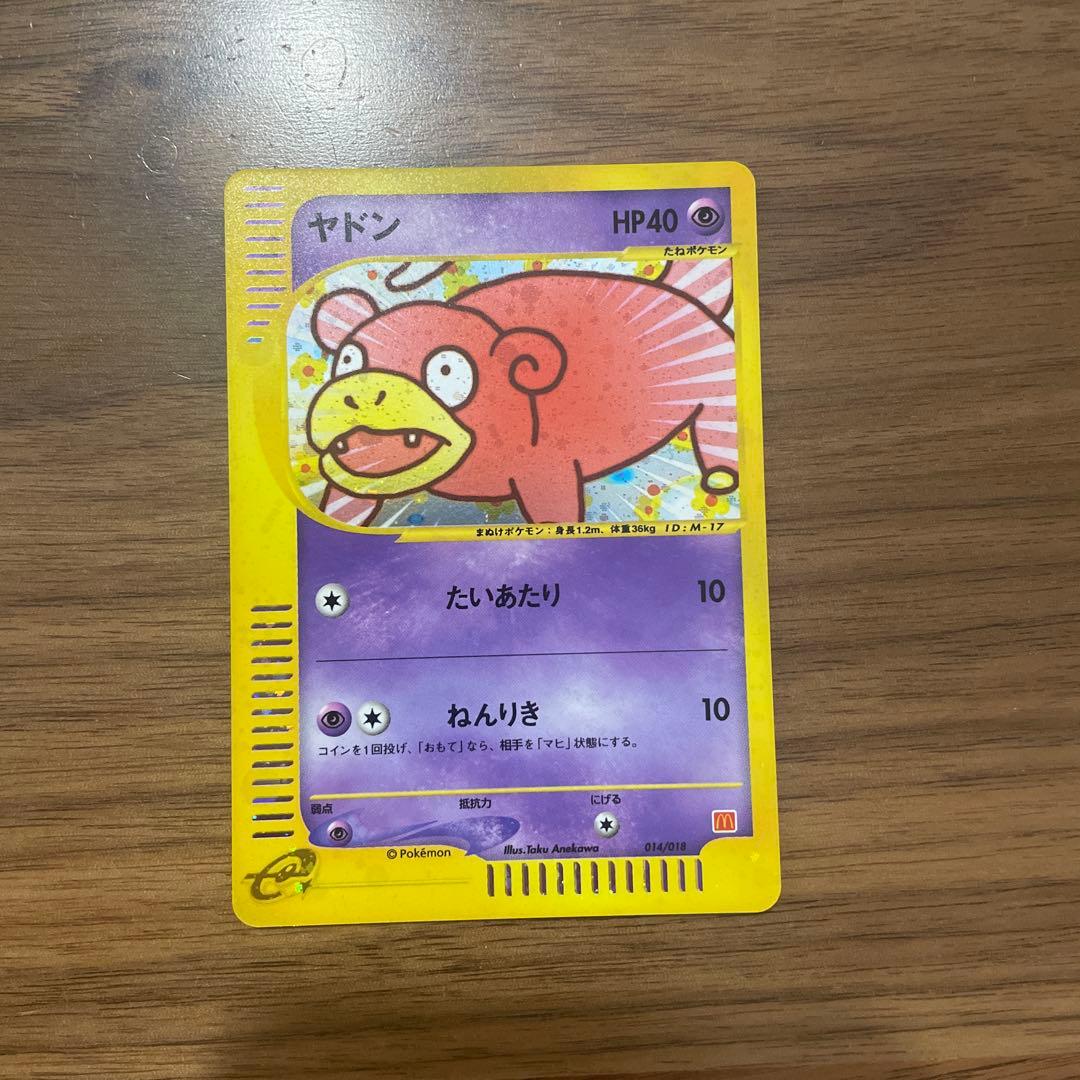 ヤドン HP40
たねポケモン
まぬけポケモン：身長1.2m、体重36kg ID:M-17
たいあたり 10
ねんりき 10
コインを1回投げ、「おもて」なら、相手を「マヒ」状態にする。
弱点 抵抗力 にげる
©Pokémon Illus.Taku Anekawa 014/018
e